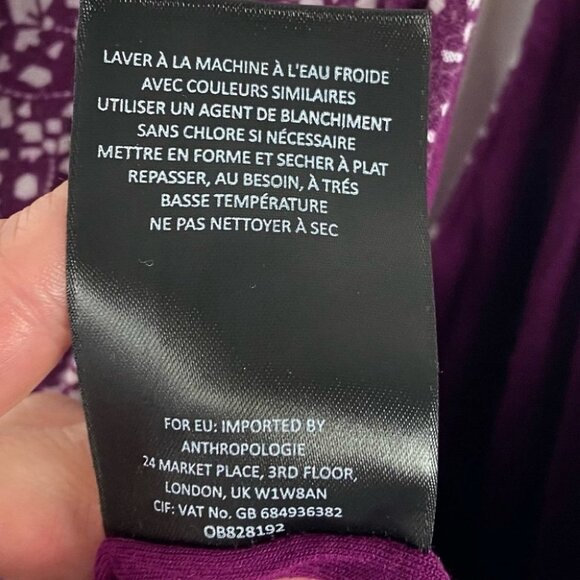 LAVER À LA MACHINE À L'EAU FROIDE
AVEC COULEURS SIMILAIRES
UTILISER UN AGENT DE BLANCHIMENT
SANS CHLORE SI NÉCESSAIRE
METTRE EN FORME ET SECHER À PLAT
REPASSER, AU BESOIN, À TRÉS
BASSE TEMPÉRATURE
NE PAS NETTOYER À SEC
FOR EU: IMPORTED BY
ANTHROPOLOGIE
24 MARKET PLACE, 3RD FLOOR,
LONDON, UK W1W8AN
CIF: VAT No. GB 684936382
OB828192